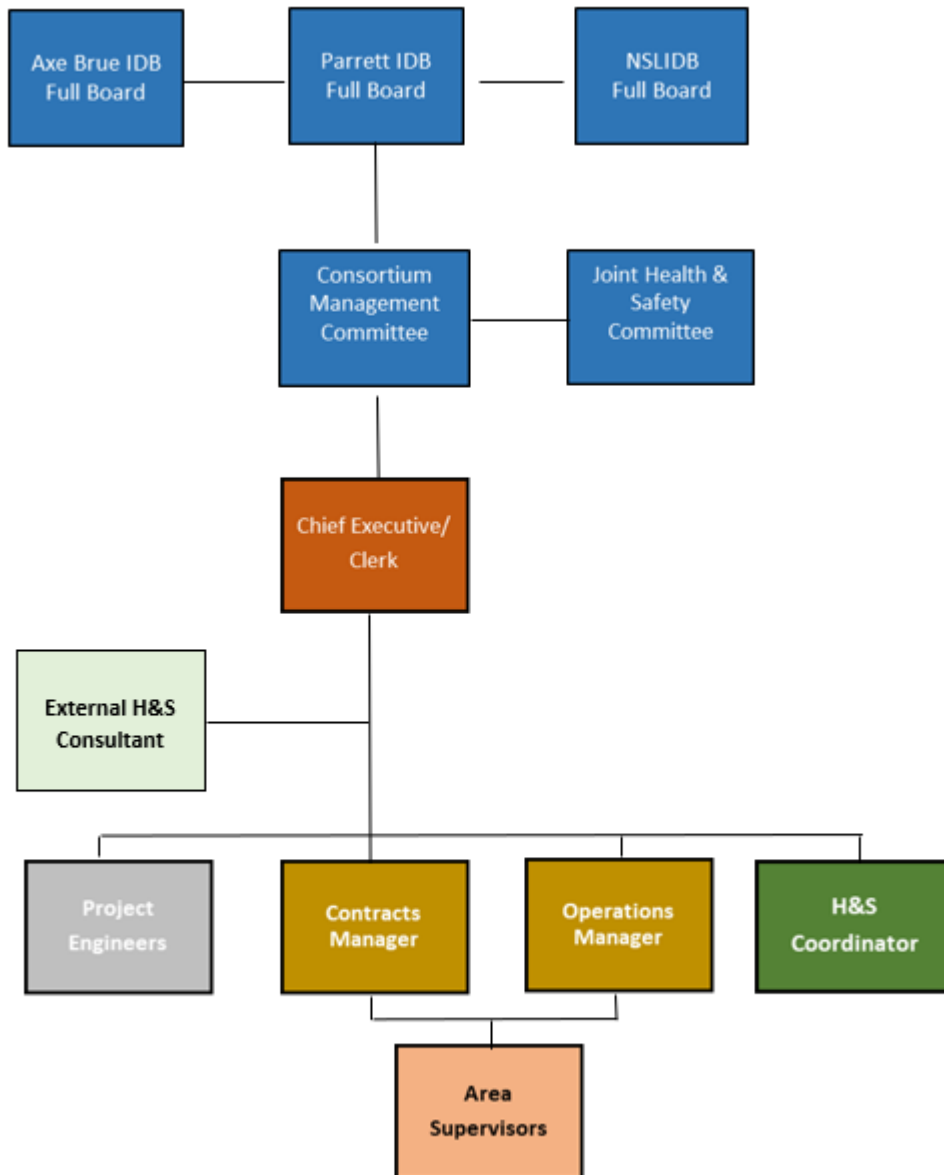 Axe Brue IDB
Full Board
Parrett IDB
Full Board
NSLIDB
Full Board
Consortium
Management
Committee
Joint Health &
Safety
Committee
Chief Executive/
Clerk
External H&S
Consultant
Project
Engineers
Contracts
Manager
Operations
Manager
H&S
Coordinator
Area
Supervisors